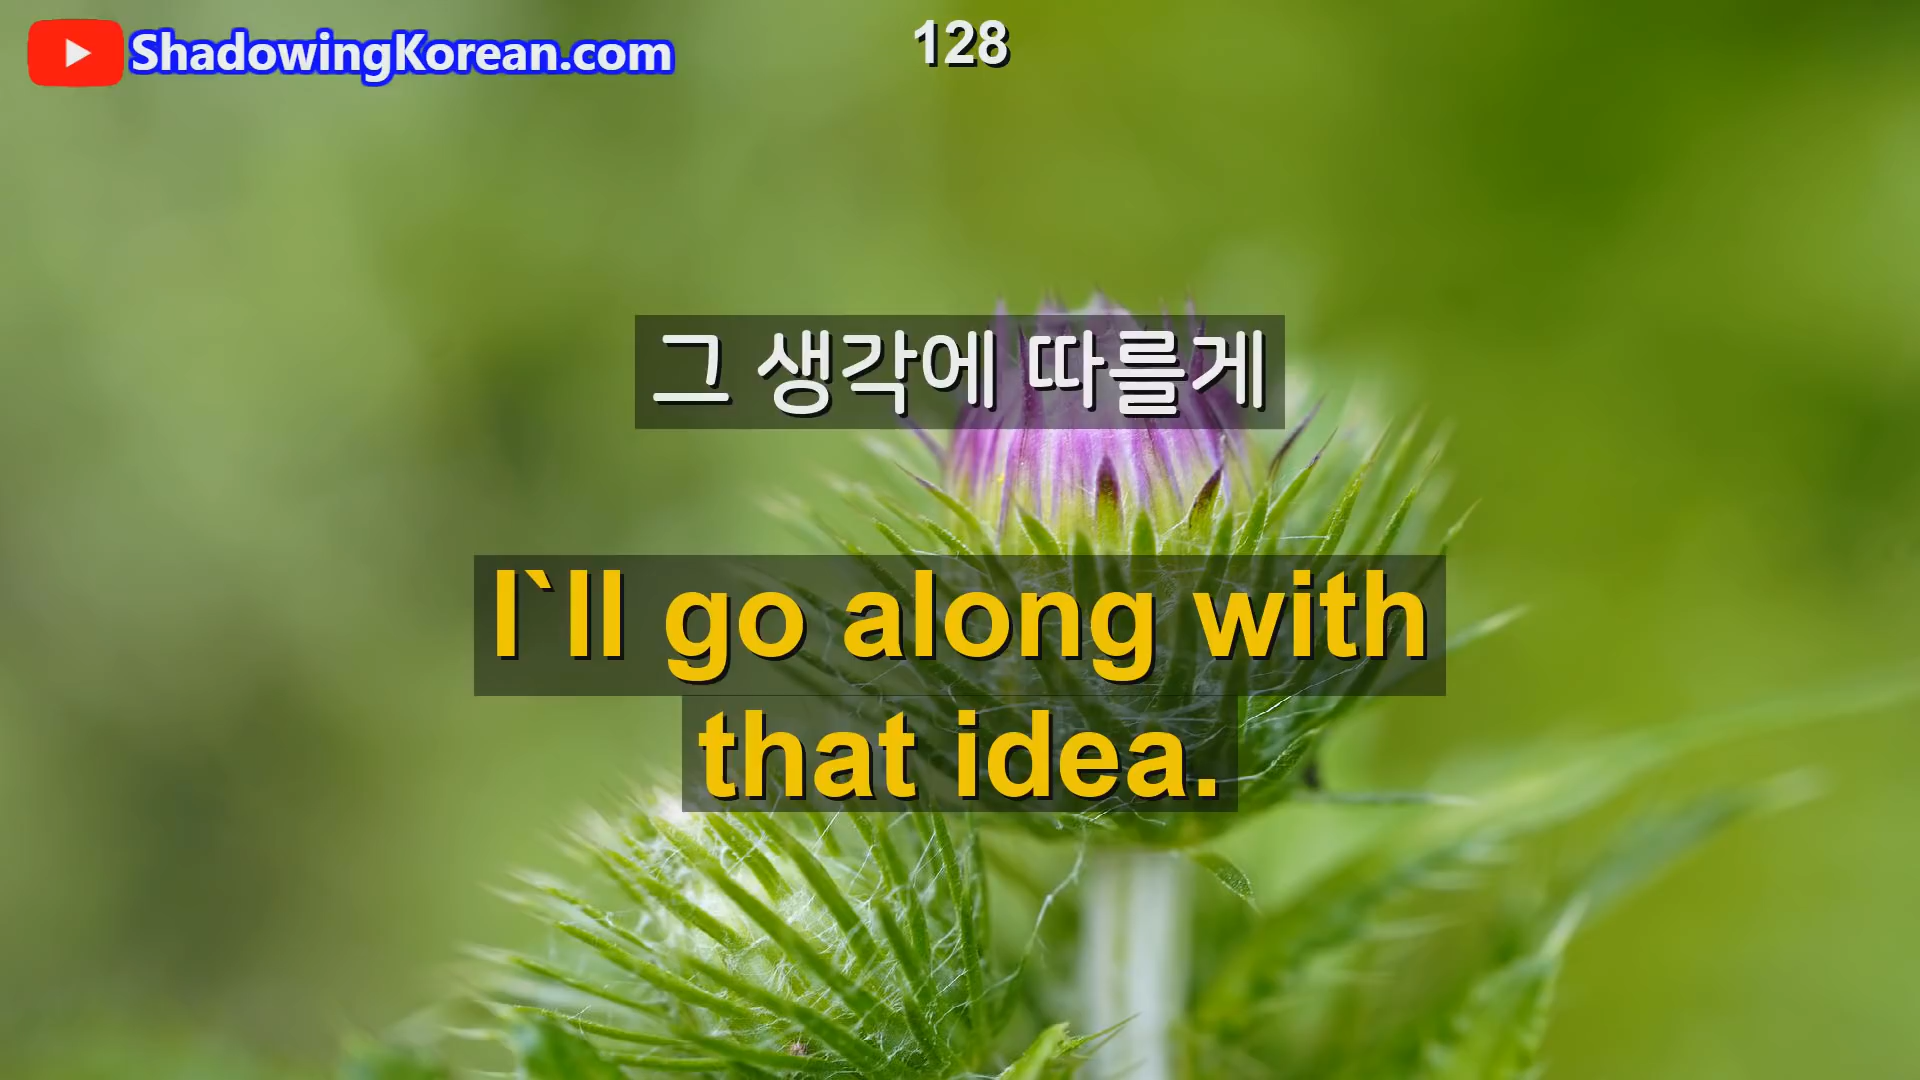 ShadowingKorean.com
128
그 생각에 따를게
I`ll go along with
that idea.